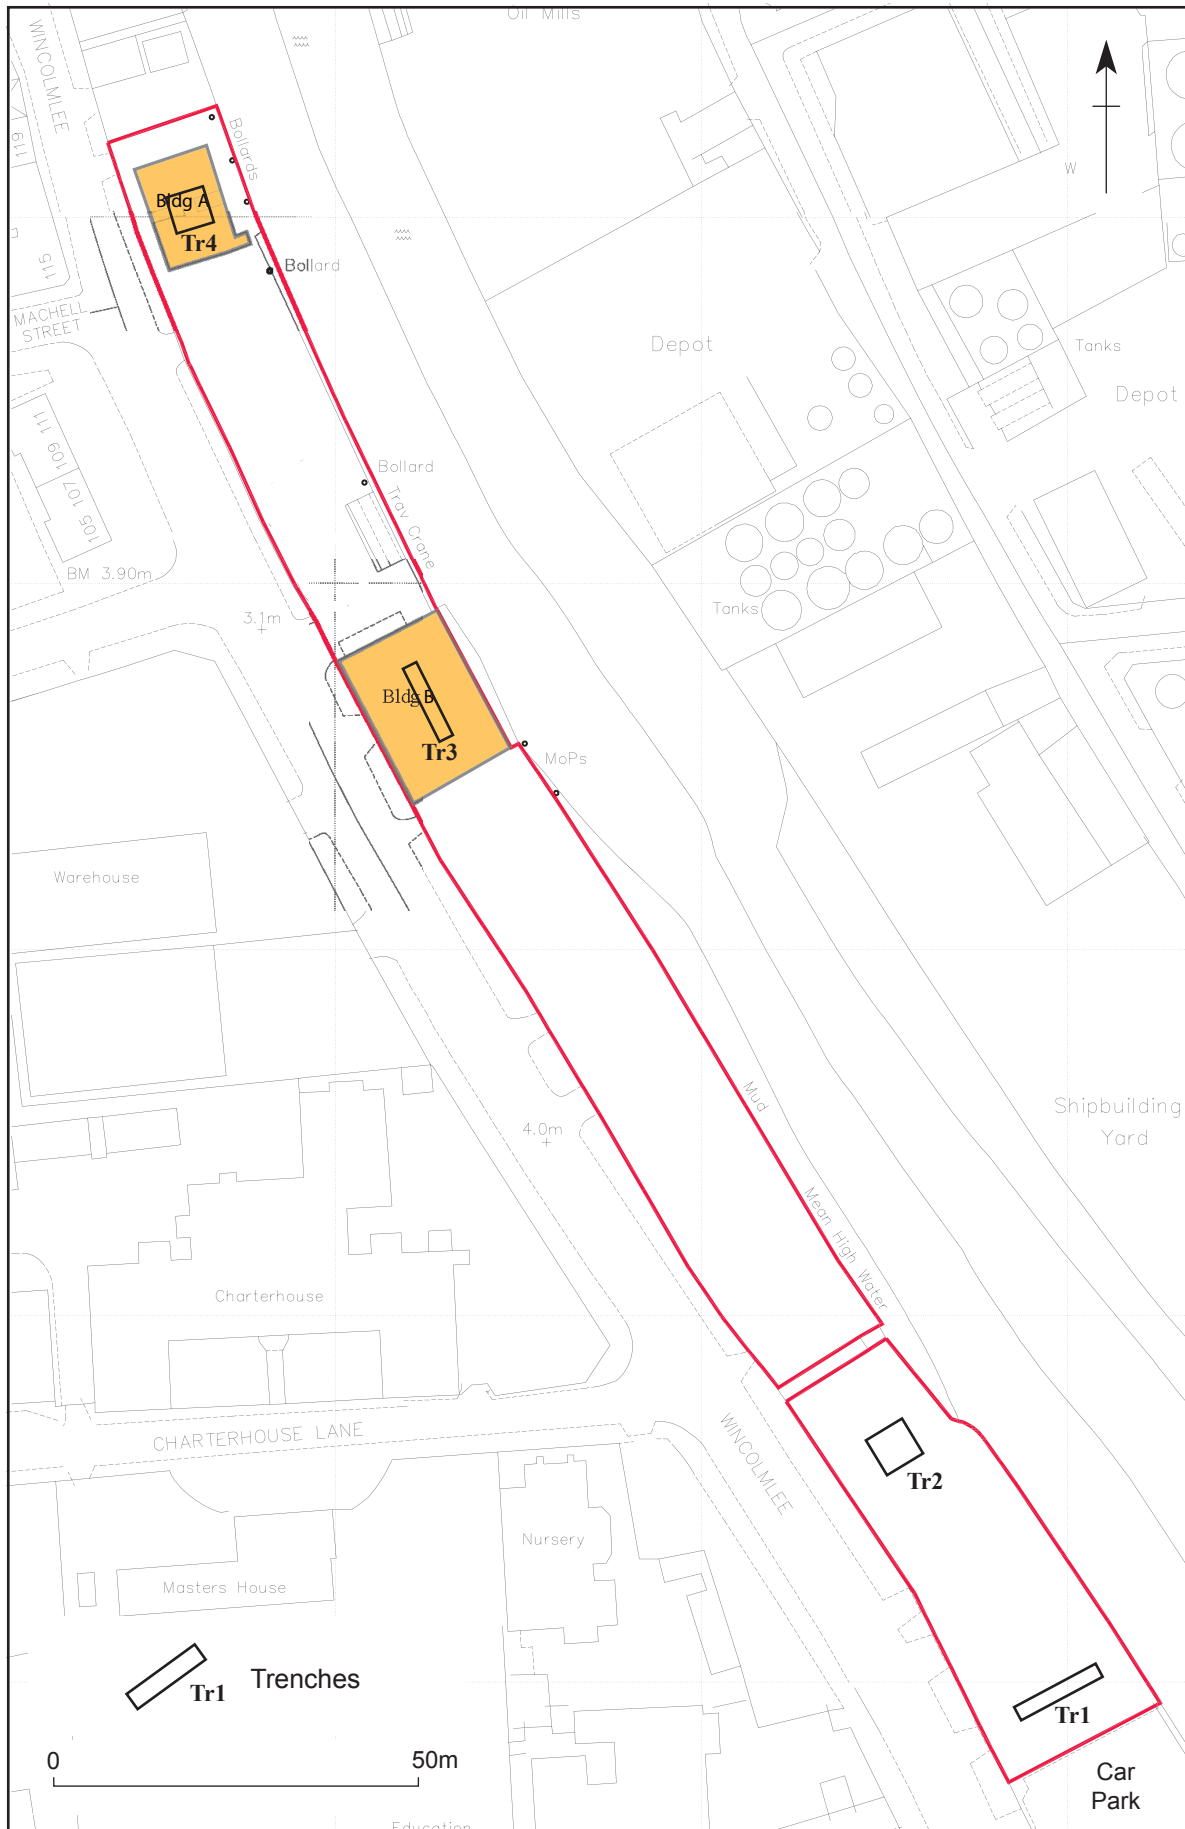 Oil Mills
WINCOLMLEE
119
Bollards
W
Bldg A
Tr4
115
Bollard
MACHELL
STREET
Depot
Tanks
Depot
109 111
105 107
Bollard
Trav Crane
BM 3.90m
3.1m
Tanks
Bldg B
Tr3
MoPs
Warehouse
Mud
Shipbuilding
Yard
4.0m
Mean High Water
Charterhouse
CHARTERHOUSE LANE
WINCOLMLEE
Tr2
Nursery
Masters House
Tr1
Trenches
Tr1
0
50m
Car
Park
Education